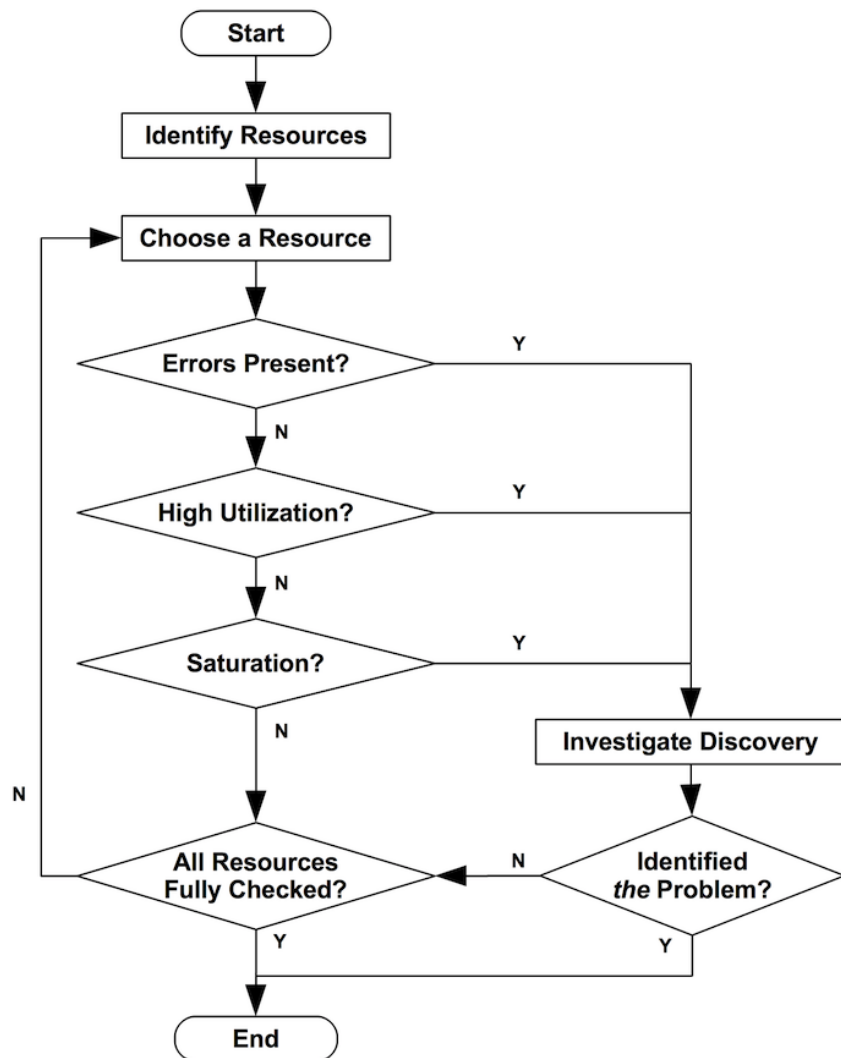 Start
Identify Resources
Choose a Resource
Errors Present?
Y
N
High Utilization?
Y
N
Saturation?
Y
N
Investigate Discovery
N
All Resources
Fully Checked?
N
Identified
the Problem?
Y
Y
End